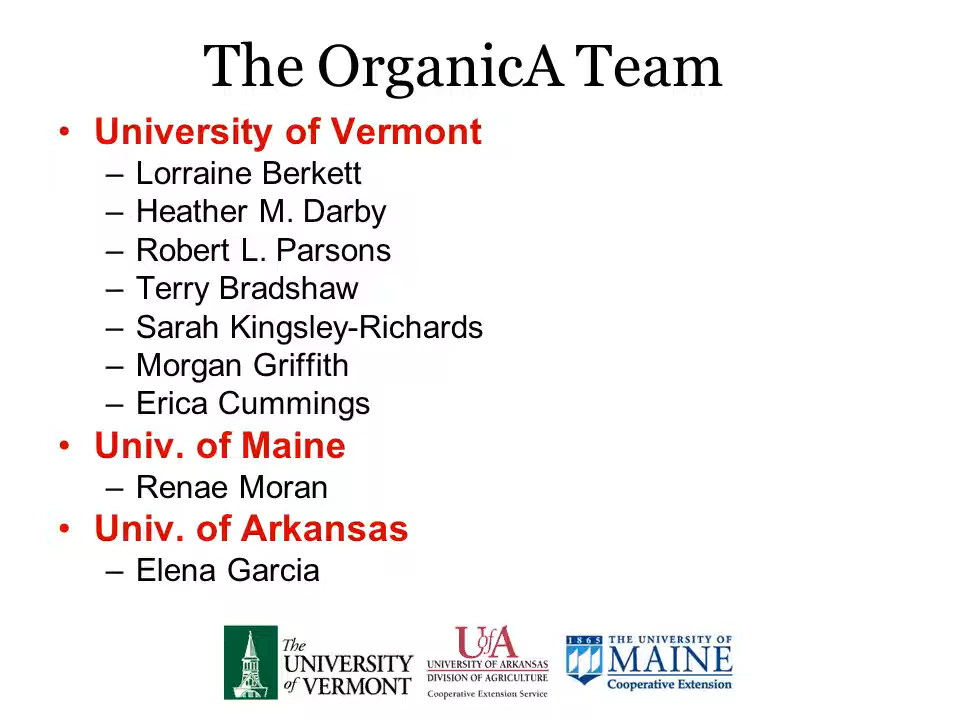 The OrganicA Team
• University of Vermont
– Lorraine Berkett
– Heather M. Darby
– Robert L. Parsons
– Terry Bradshaw
– Sarah Kingsley-Richards
– Morgan Griffith
– Erica Cummings
• Univ. of Maine
– Renae Moran
• Univ. of Arkansas
– Elena Garcia
The
UNIVERSITY
of VERMONT
UofA
UNIVERSITY OF ARKANSAS
DIVISION OF AGRICULTURE
Cooperative Extension Service
1865
THE UNIVERSITY OF
MAINE
Cooperative Extension